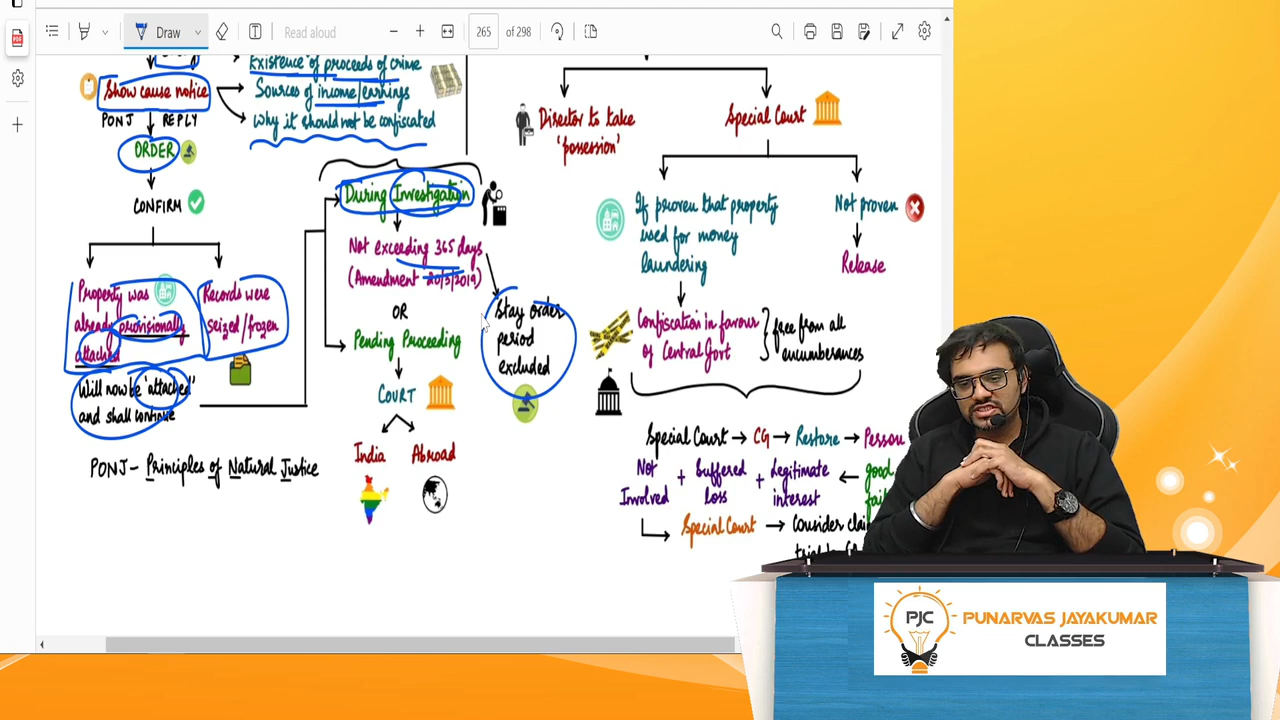 Draw
Read aloud
265
of 298
Existence of proceeds of crime
Show cause notice
Sources of income/earnings
PONJ
REPLY
Why it should not be confiscated
ORDER
CONFIRM
Property was
already provisionally
attached
Records were
seized/frozen
Will now be 'attached'
and shall continue
PONJ - Principles of Natural Justice
During Investigation
Not exceeding 365 days
(Amendment 20/3/2019)
OR
Pending Proceeding
COURT
India
Abroad
Stay order
period
excluded
Director to take
'possession'
Special Court
If proven that property
used for money
laundering
Not proven
Release
Confiscation in favour
of Central Govt
free from all
encumberances
Special Court → CG → Restore → Person
Not
Involved
+
Suffered
loss
+
Legitimate
interest
←
good
Special Court → Consider
PJC
PUNARVAS JAYAKUMAR
CLASSES